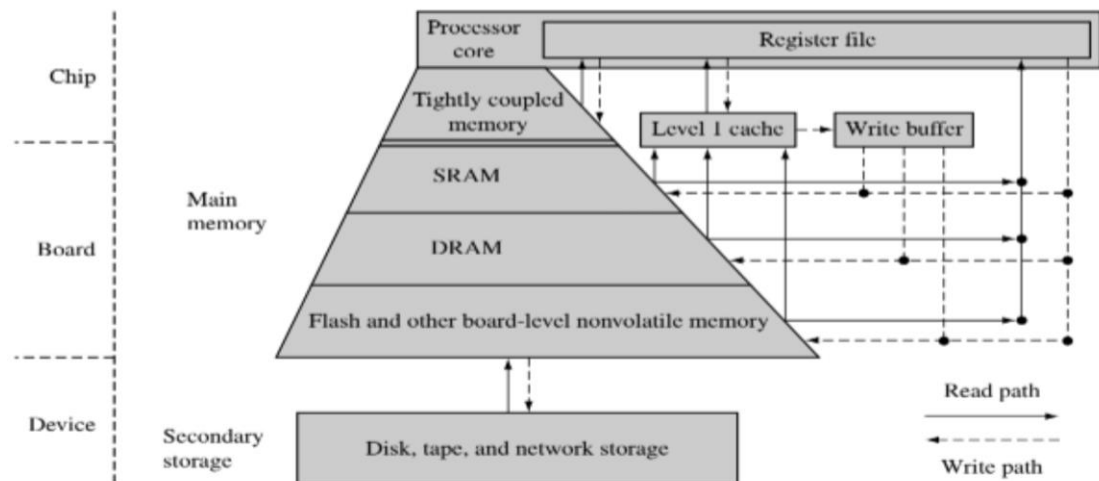 Processor
core
Register file
Chip
Tightly coupled
memory
Level 1 cache
Write buffer
SRAM
Main
memory
Board
DRAM
Flash and other board-level nonvolatile memory
Read path
Device
Secondary
storage
Disk, tape, and network storage
Write path